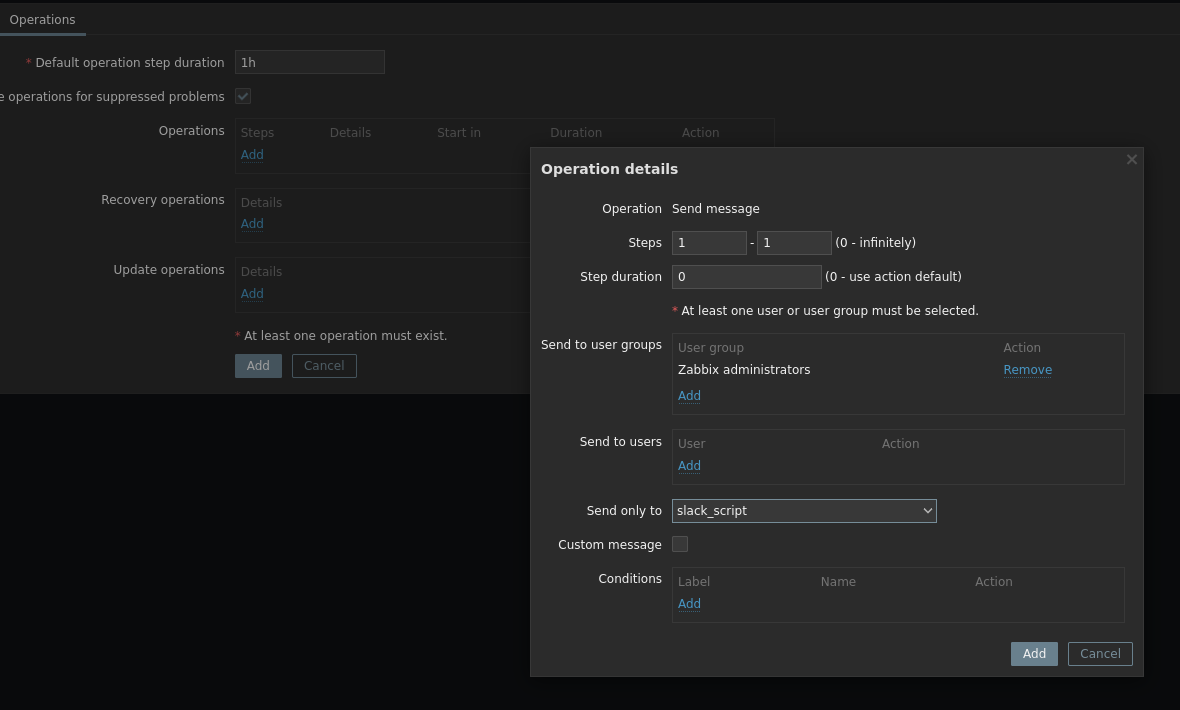 Operations
* Default operation step duration 1h
e operations for suppressed problems
Operations Steps Details Start in Duration Action
Add
Recovery operations Details
Add
Update operations Details
Add
* At least one operation must exist.
Add Cancel
Operation details
Operation Send message
Steps 1 - 1 (0 - infinitely)
Step duration 0 (0 - use action default)
* At least one user or user group must be selected.
Send to user groups User group Action
Zabbix administrators Remove
Add
Send to users User Action
Add
Send only to slack_script
Custom message
Conditions Label Name Action
Add
Add Cancel